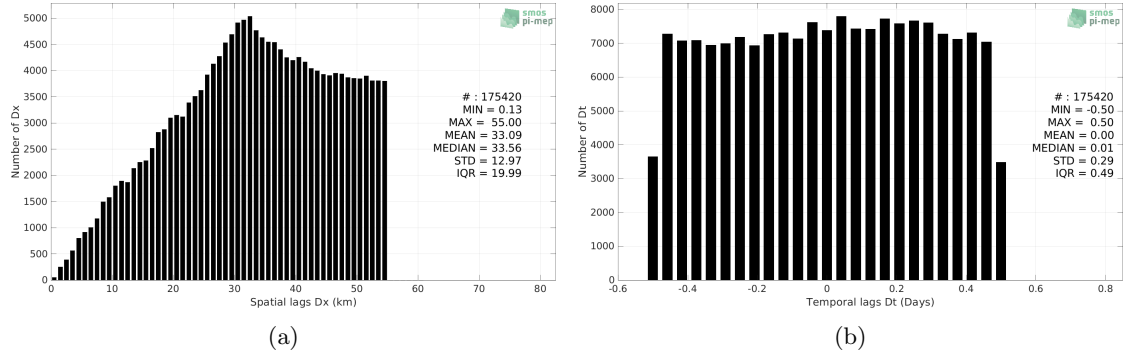 smos
pi-mep
5000
4500
4000
3500
3000
2500
2000
1500
1000
500
0
Number of Dx
# : 175420
MIN = 0.13
MAX = 55.00
MEAN = 33.09
MEDIAN = 33.56
STD = 12.97
IQR = 19.99
0 10 20 30 40 50 60 70 80
Spatial lags Dx (km)
(a)
smos
pi-mep
8000
7000
6000
5000
4000
3000
2000
1000
0
Number of Dt
# : 175420
MIN = -0.50
MAX = 0.50
MEAN = 0.00
MEDIAN = 0.01
STD = 0.29
IQR = 0.49
-0.6 -0.4 -0.2 0 0.2 0.4 0.6 0.8
Temporal lags Dt (Days)
(b)